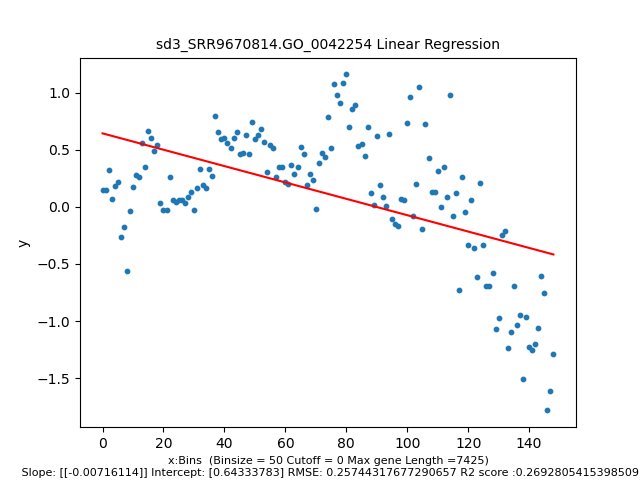 sd3_SRR9670814.GO_0042254 Linear Regression
1.0
0.5
0.0
−0.5
−1.0
−1.5
y
0 20 40 60 80 100 120 140
x:Bins (Binsize = 50 Cutoff = 0 Max gene Length =7425)
Slope: [[-0.00716114]] Intercept: [0.64333783] RMSE: 0.25744317677290657 R2 score :0.2692805415398509